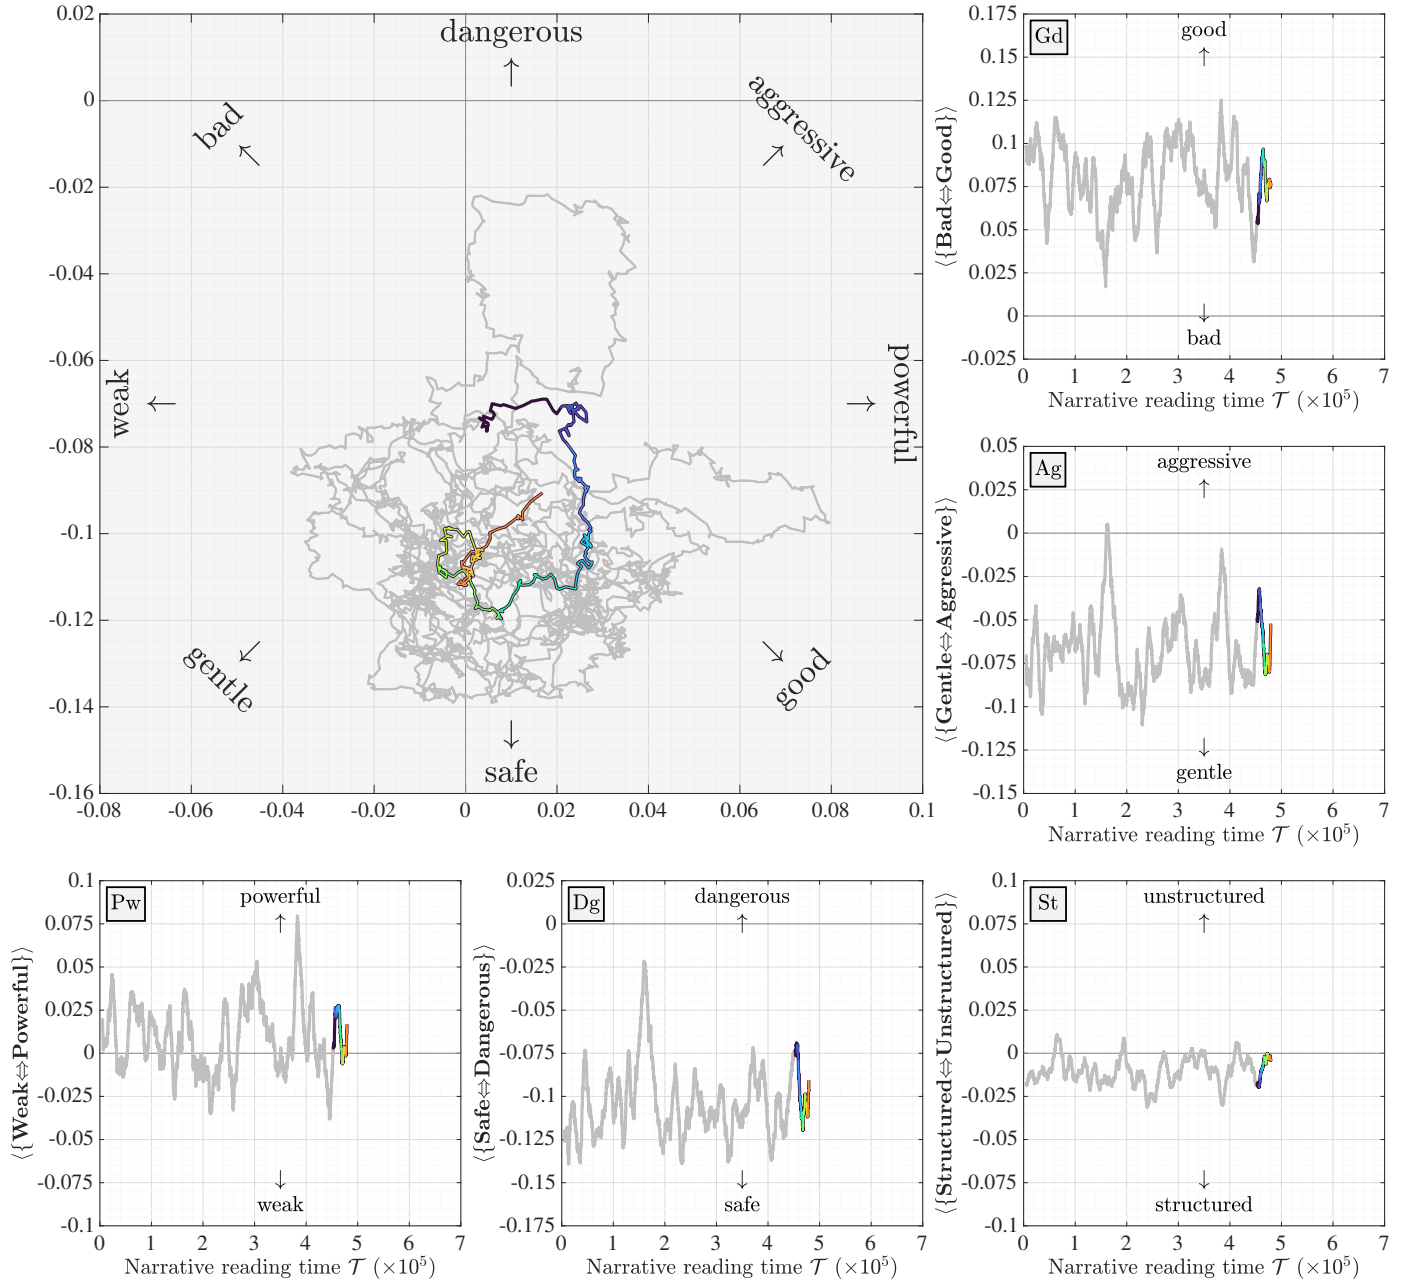 0.02
0
-0.02
-0.04
-0.06
-0.08
-0.1
-0.12
-0.14
-0.16
-0.08
-0.06
-0.04
-0.02
0
0.02
0.04
0.06
0.08
0.1
dangerous
↑
bad
↖
aggressive
↗
weak
←
powerful
→
gentle
↙
good
↘
↓
safe
Gd
good
↑
↓
bad
0.175
0.15
0.125
0.1
0.075
0.05
0.025
0
-0.025
⟨{Bad⇔Good}⟩
0 1 2 3 4 5 6 7
Narrative reading time 𝒯 (×10⁵)
Ag
aggressive
↑
↓
gentle
0.05
0.025
0
-0.025
-0.05
-0.075
-0.1
-0.125
-0.15
⟨{Gentle⇔Aggressive}⟩
0 1 2 3 4 5 6 7
Narrative reading time 𝒯 (×10⁵)
Pw
powerful
↑
↓
weak
0.1
0.075
0.05
0.025
0
-0.025
-0.05
-0.075
-0.1
⟨{Weak⇔Powerful}⟩
0 1 2 3 4 5 6 7
Narrative reading time 𝒯 (×10⁵)
Dg
dangerous
↑
↓
safe
0.025
0
-0.025
-0.05
-0.075
-0.1
-0.125
-0.15
-0.175
⟨{Safe⇔Dangerous}⟩
0 1 2 3 4 5 6 7
Narrative reading time 𝒯 (×10⁵)
St
unstructured
↑
↓
structured
0.1
0.075
0.05
0.025
0
-0.025
-0.05
-0.075
-0.1
⟨{Structured⇔Unstructured}⟩
0 1 2 3 4 5 6 7
Narrative reading time 𝒯 (×10⁵)